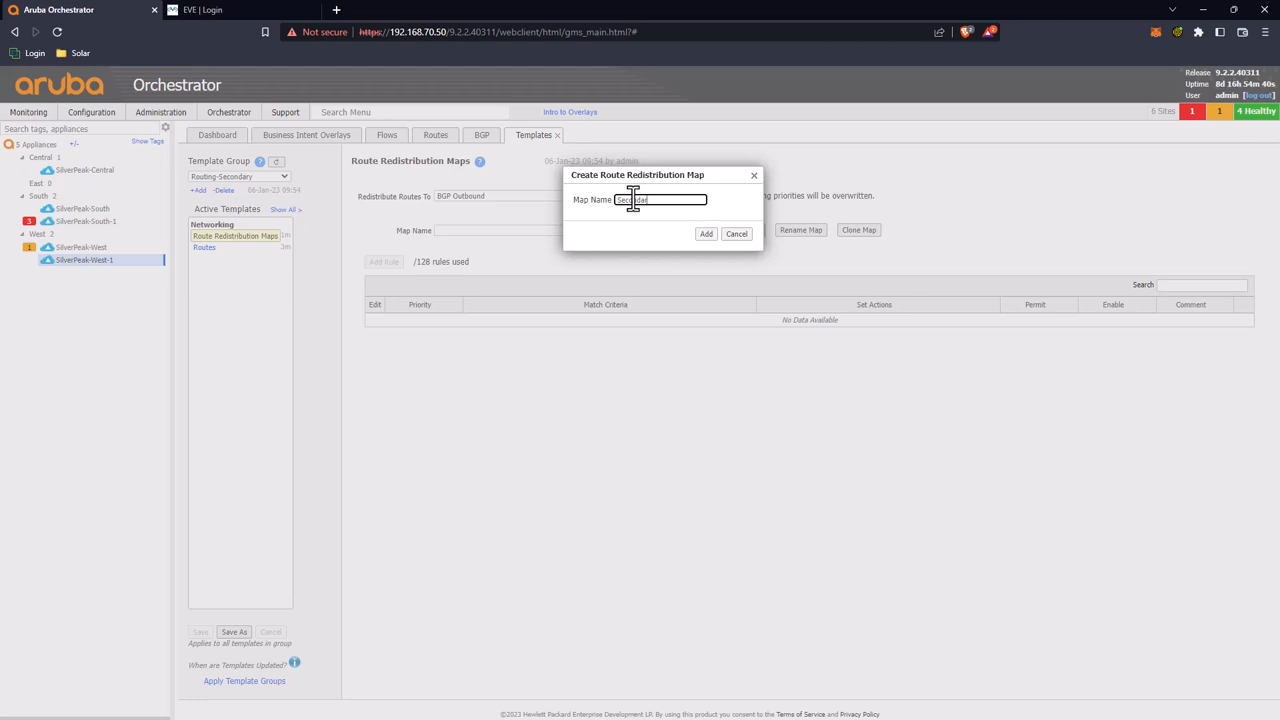 Aruba Orchestrator
EVE | Login
Not secure
https://192.168.70.50/9.2.2.40311/webclient/html/gms_main.html?#
Login
Solar
aruba
Orchestrator
Release 9.2.2.40311
Uptime 8d 16h 54m 40s
User admin [log out]
Monitoring
Configuration
Administration
Orchestrator
Support
Search Menu
Intro to Overlays
6 Sites
1
1
4 Healthy
Search tags, appliances
5 Appliances
+/-
Show Tags
Central 1
SilverPeak-Central
East 0
South 2
SilverPeak-South
3 SilverPeak-South-1
West 2
1 SilverPeak-West
SilverPeak-West-1
Dashboard
Business Intent Overlays
Flows
Routes
BGP
Templates
Template Group
Routing-Secondary
+Add
-Delete
06-Jan-23 09:54
Active Templates
Show All >
Networking
Route Redistribution Maps 1m
Routes 3m
Save
Save As
Cancel
Applies to all templates in group
When are Templates Updated?
Apply Template Groups
Route Redistribution Maps
06-Jan-23 09:54 by admin
Redistribute Routes To
BGP Outbound
ng priorities will be overwritten.
Map Name
Rename Map
Clone Map
Add Rule
/128 rules used
Search
Edit
Priority
Match Criteria
Set Actions
Permit
Enable
Comment
No Data Available
Create Route Redistribution Map
Map Name
Secondar
Add
Cancel
©2023 Hewlett Packard Enterprise Development LP. By using this product you consent to the Terms of Service and Privacy Policy